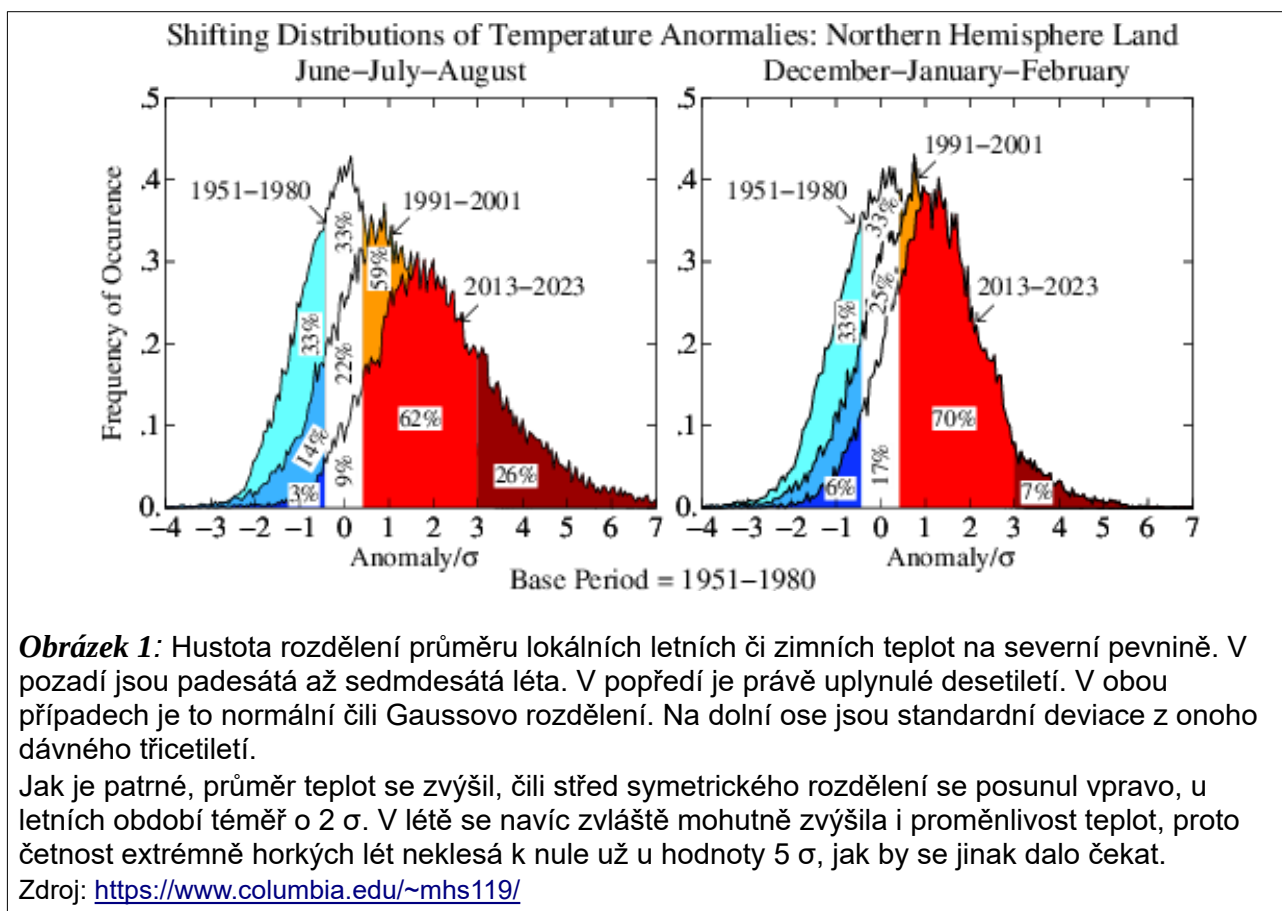 Shifting Distributions of Temperature Anormalies: Northern Hemisphere Land
June–July–August
December–January–February
Frequency of Occurence
.5
.4
.3
.2
.1
0.
1951–1980
1991–2001
2013–2023
33%
33%
59%
22%
14%
9%
3%
62%
26%
−4 −3 −2 −1 0 1 2 3 4 5 6 7
Anomaly/σ
.5
.4
.3
.2
.1
0.
1991–2001
1951–1980
2013–2023
33%
33%
25%
17%
6%
70%
7%
−4 −3 −2 −1 0 1 2 3 4 5 6 7
Anomaly/σ
Base Period = 1951–1980
Obrázek 1: Hustota rozdělení průměru lokálních letních či zimních teplot na severní pevnině. V
pozadí jsou padesátá až sedmdesátá léta. V popředí je právě uplynulé desetiletí. V obou
případech je to normální čili Gaussovo rozdělení. Na dolní ose jsou standardní deviace z onoho
dávného třicetiletí.
Jak je patrné, průměr teplot se zvýšil, čili střed symetrického rozdělení se posunul vpravo, u
letních období téměř o 2 σ. V létě se navíc zvláště mohutně zvýšila i proměnlivost teplot, proto
četnost extrémně horkých lét neklesá k nule už u hodnoty 5 σ, jak by se jinak dalo čekat.
Zdroj: https://www.columbia.edu/~mhs119/